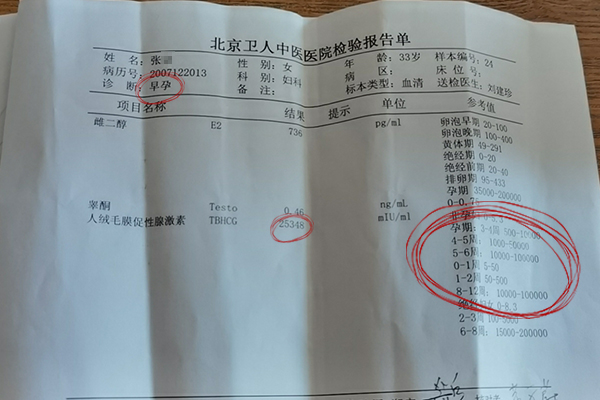 北京卫人中医医院检验报告单
姓 名：张 性 别：女 年 龄：33岁 样本编号：24
病历号：2007122013 科 别：妇科 病 区： 床 位 号：
诊 断：早孕 备 注： 标本类型：血清 送检医生：刘建珍
项目名称 结果 提示 单位 参考值
雌二醇 E2 736 pg/ml 卵泡早期 20-100
卵泡晚期 100-400
黄体期 49-291
绝经期 0-20
绝经前期 20-40
排卵期 95-433
孕期 35000-200000
睾酮 Testo 0.46 ng/mL 0-0.75
人绒毛膜促性腺激素 TBHCG 25348 mIU/ml
孕期：3-4周 500-10000
4-5周：1000-50000
5-6周：10000-100000
0-1周 5-50
1-2周 50-500
8-12周：10000-100000
0-8.3
2-3周 100-5000
6-8周：15000-200000